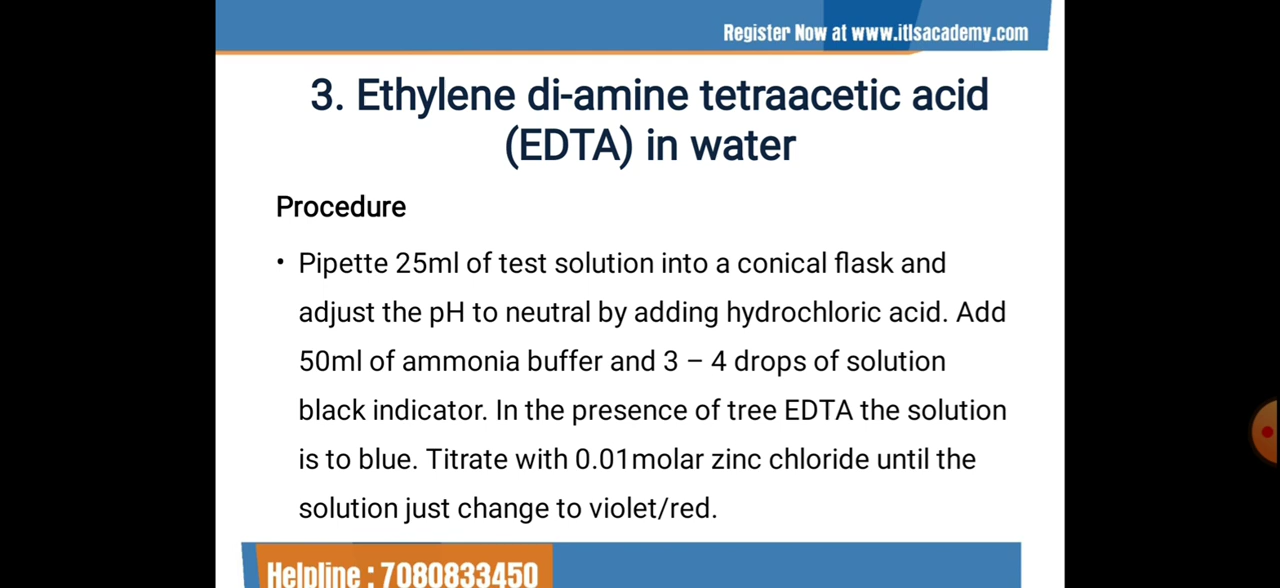 Register Now at www.itlsacademy.com
3. Ethylene di-amine tetraacetic acid
(EDTA) in water
Procedure
• Pipette 25ml of test solution into a conical flask and
adjust the pH to neutral by adding hydrochloric acid. Add
50ml of ammonia buffer and 3 – 4 drops of solution
black indicator. In the presence of tree EDTA the solution
is to blue. Titrate with 0.01molar zinc chloride until the
solution just change to violet/red.
Helpline : 7080833450